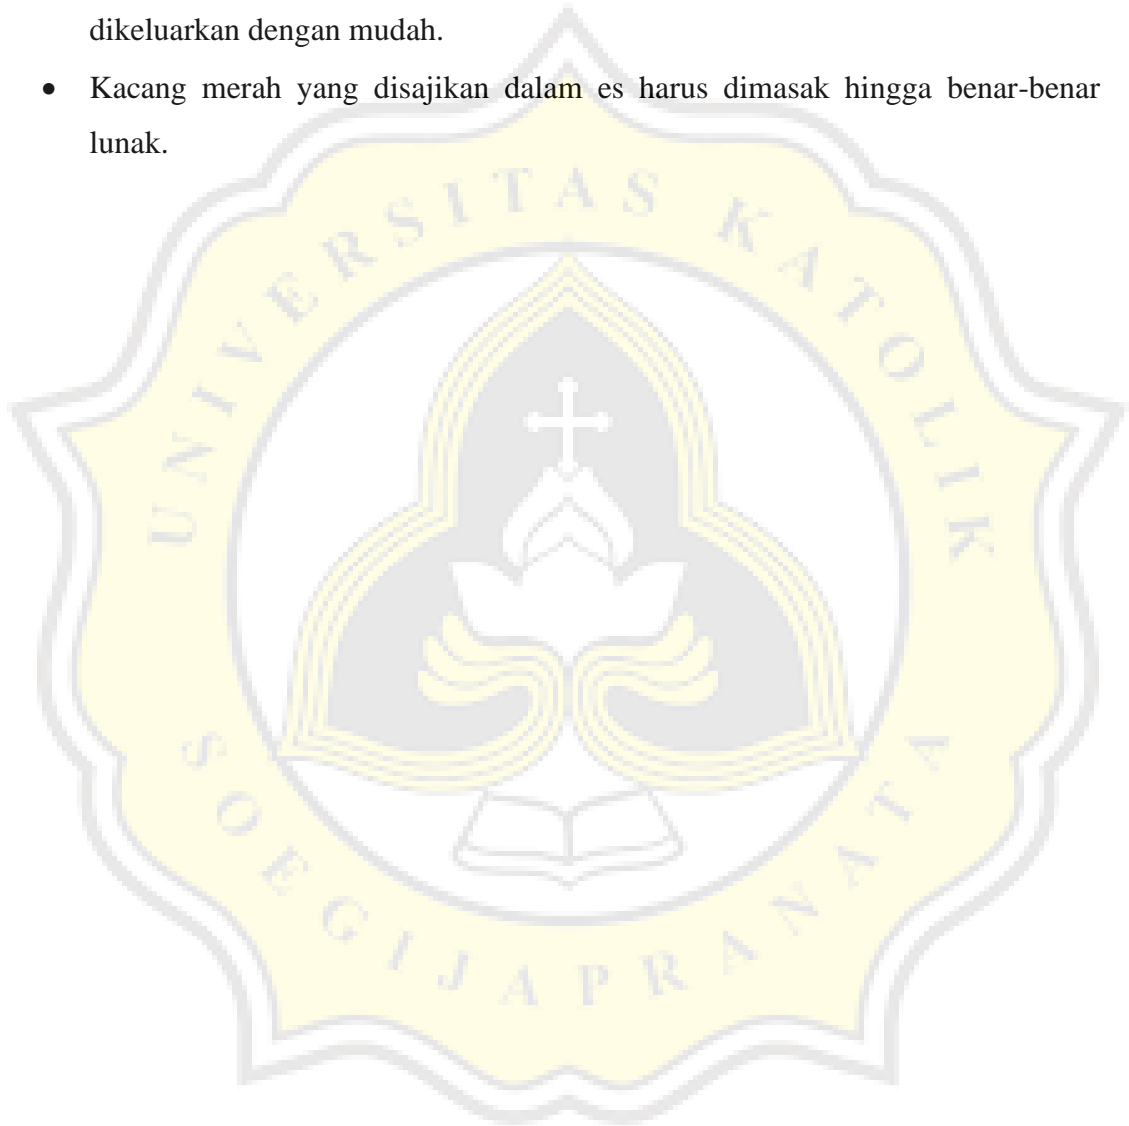 dikeluarkan dengan mudah.
• Kacang merah yang disajikan dalam es harus dimasak hingga benar-benar
lunak.
UNIVERSITAS KATOLIK
SOEGIJAPRANATA